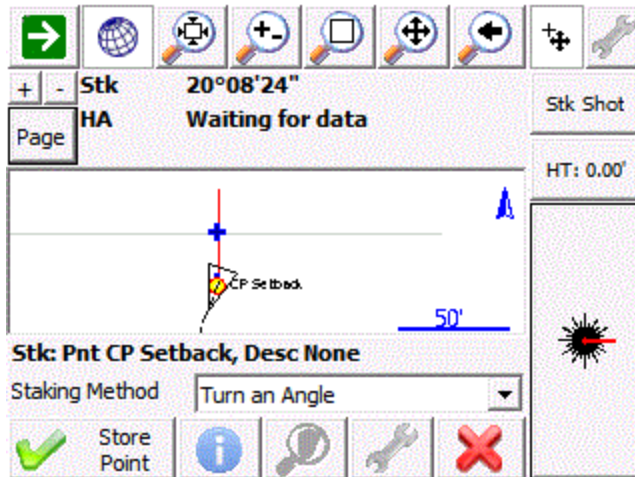 + - Stk 20°08'24"
Page HA Waiting for data
Stk Shot
HT: 0.00'
CP Setback
50'
Stk: Pnt CP Setback, Desc None
Staking Method Turn an Angle
Store
Point